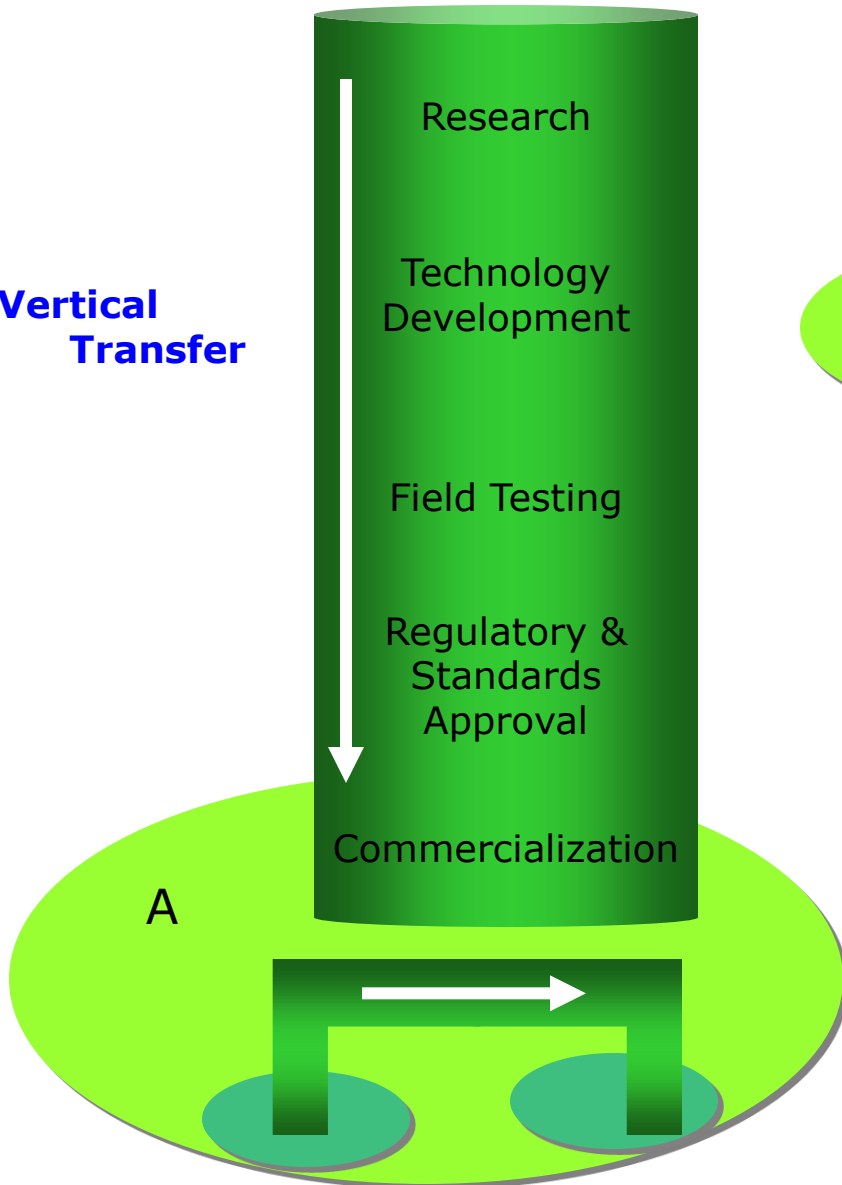 Research
Technology
Development
Vertical
Transfer
Field Testing
Regulatory &
Standards
Approval
Commercialization
A